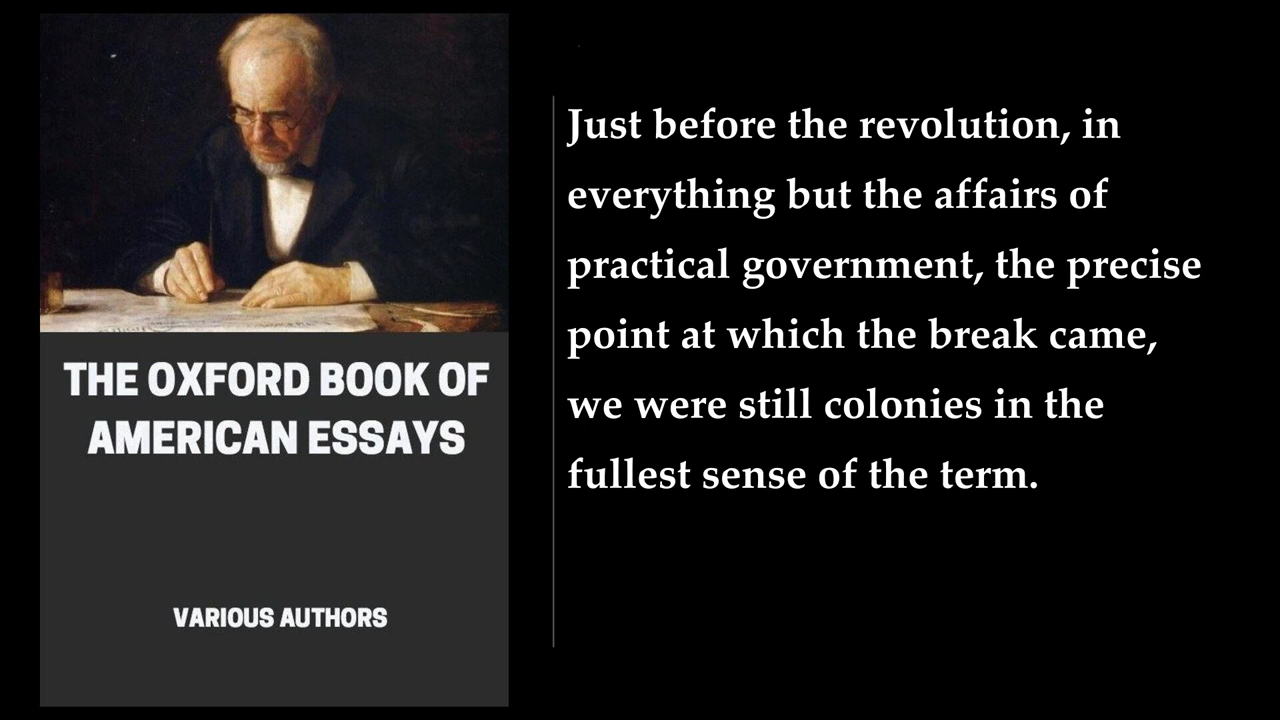 THE OXFORD BOOK OF
AMERICAN ESSAYS
VARIOUS AUTHORS
Just before the revolution, in
everything but the affairs of
practical government, the precise
point at which the break came,
we were still colonies in the
fullest sense of the term.